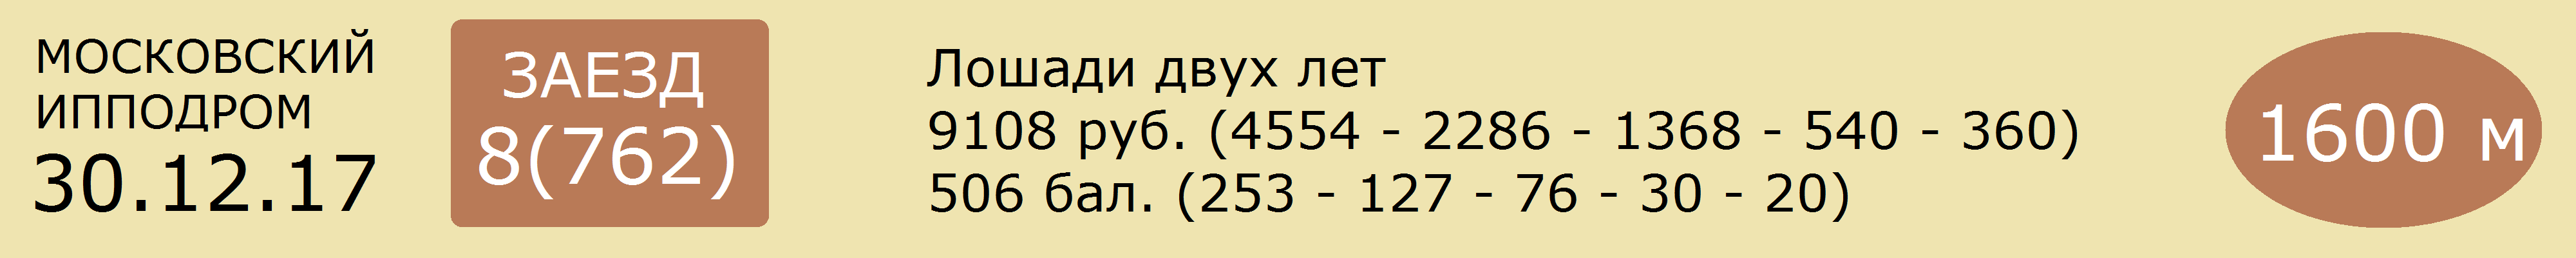 МОСКОВСКИЙ
ИППОДРОМ
30.12.17
ЗАЕЗД
8(762)
Лошади двух лет
9108 руб. (4554 - 2286 - 1368 - 540 - 360)
506 бал. (253 - 127 - 76 - 30 - 20)
1600 м